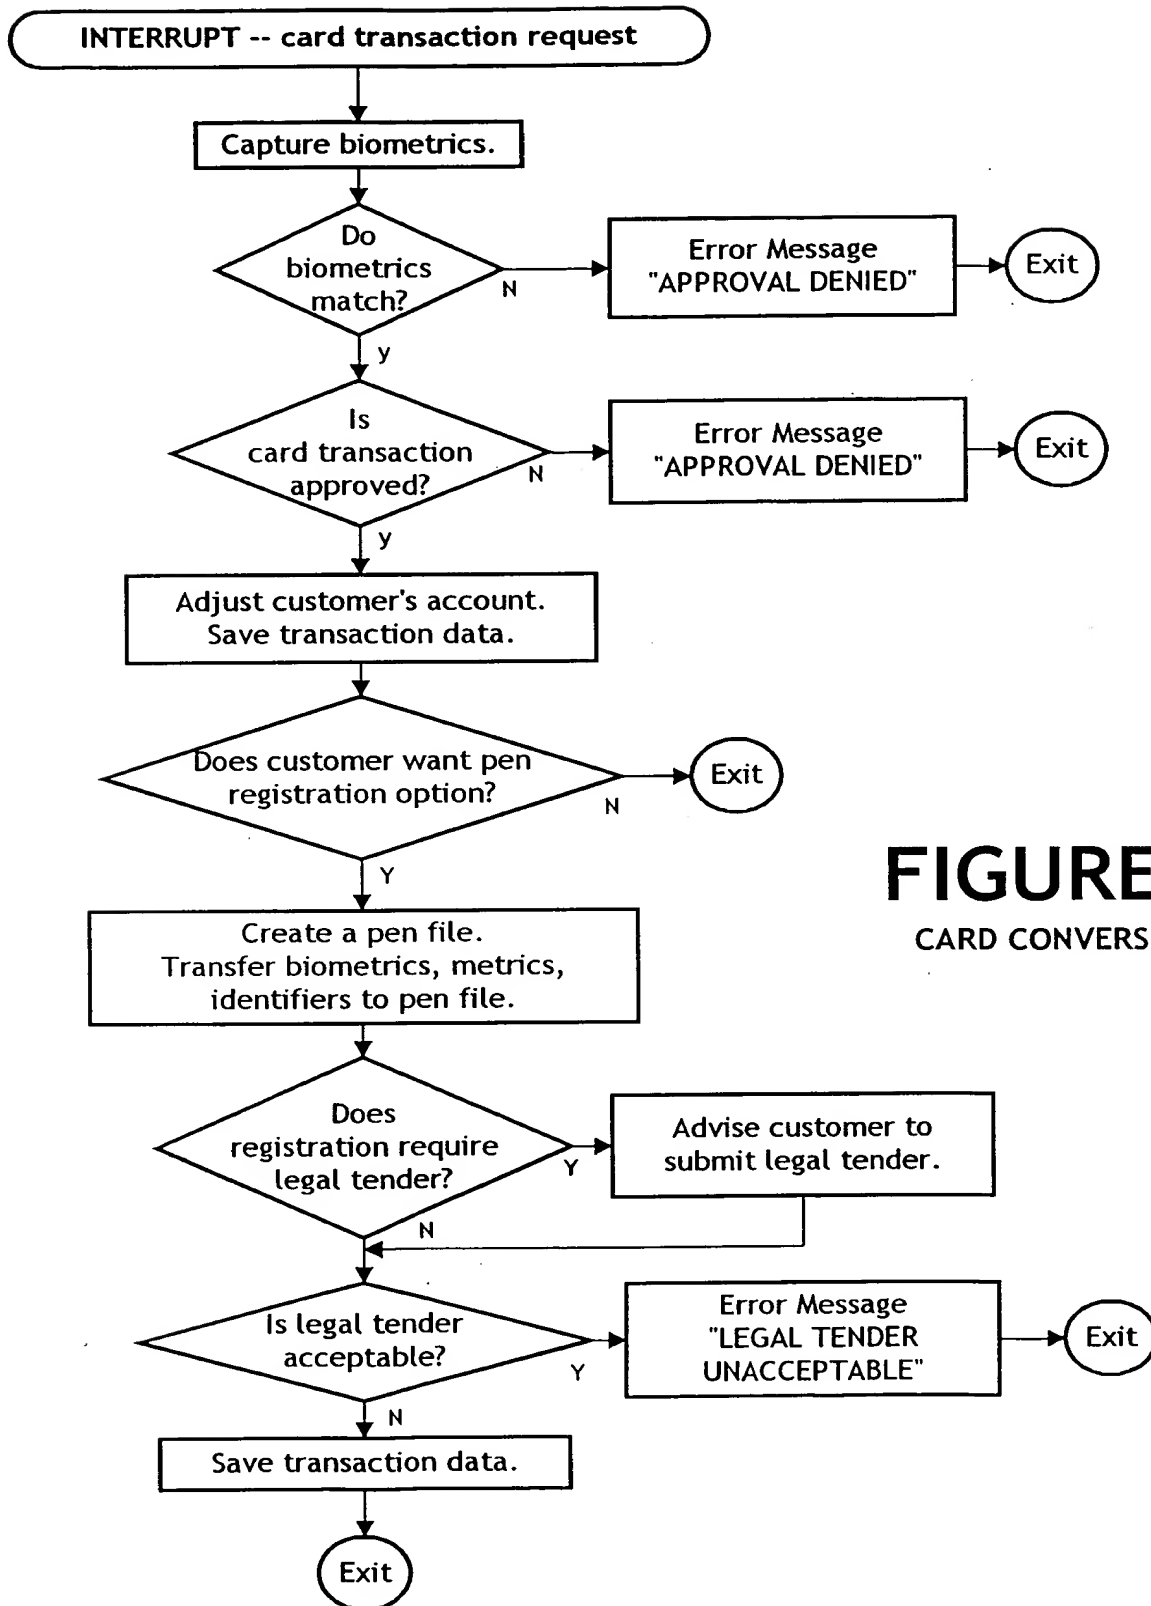 INTERRUPT -- card transaction request
Capture biometrics.
Do
biometrics
match?
N
Error Message
"APPROVAL DENIED"
Exit
y
Is
card transaction
approved?
N
Error Message
"APPROVAL DENIED"
Exit
y
Adjust customer's account.
Save transaction data.
Does customer want pen
registration option?
N
Exit
Y
FIGURE
CARD CONVERS
Create a pen file.
Transfer biometrics, metrics,
identifiers to pen file.
Does
registration require
legal tender?
Y
Advise customer to
submit legal tender.
N
Is legal tender
acceptable?
Y
Error Message
"LEGAL TENDER
UNACCEPTABLE"
Exit
N
Save transaction data.
Exit